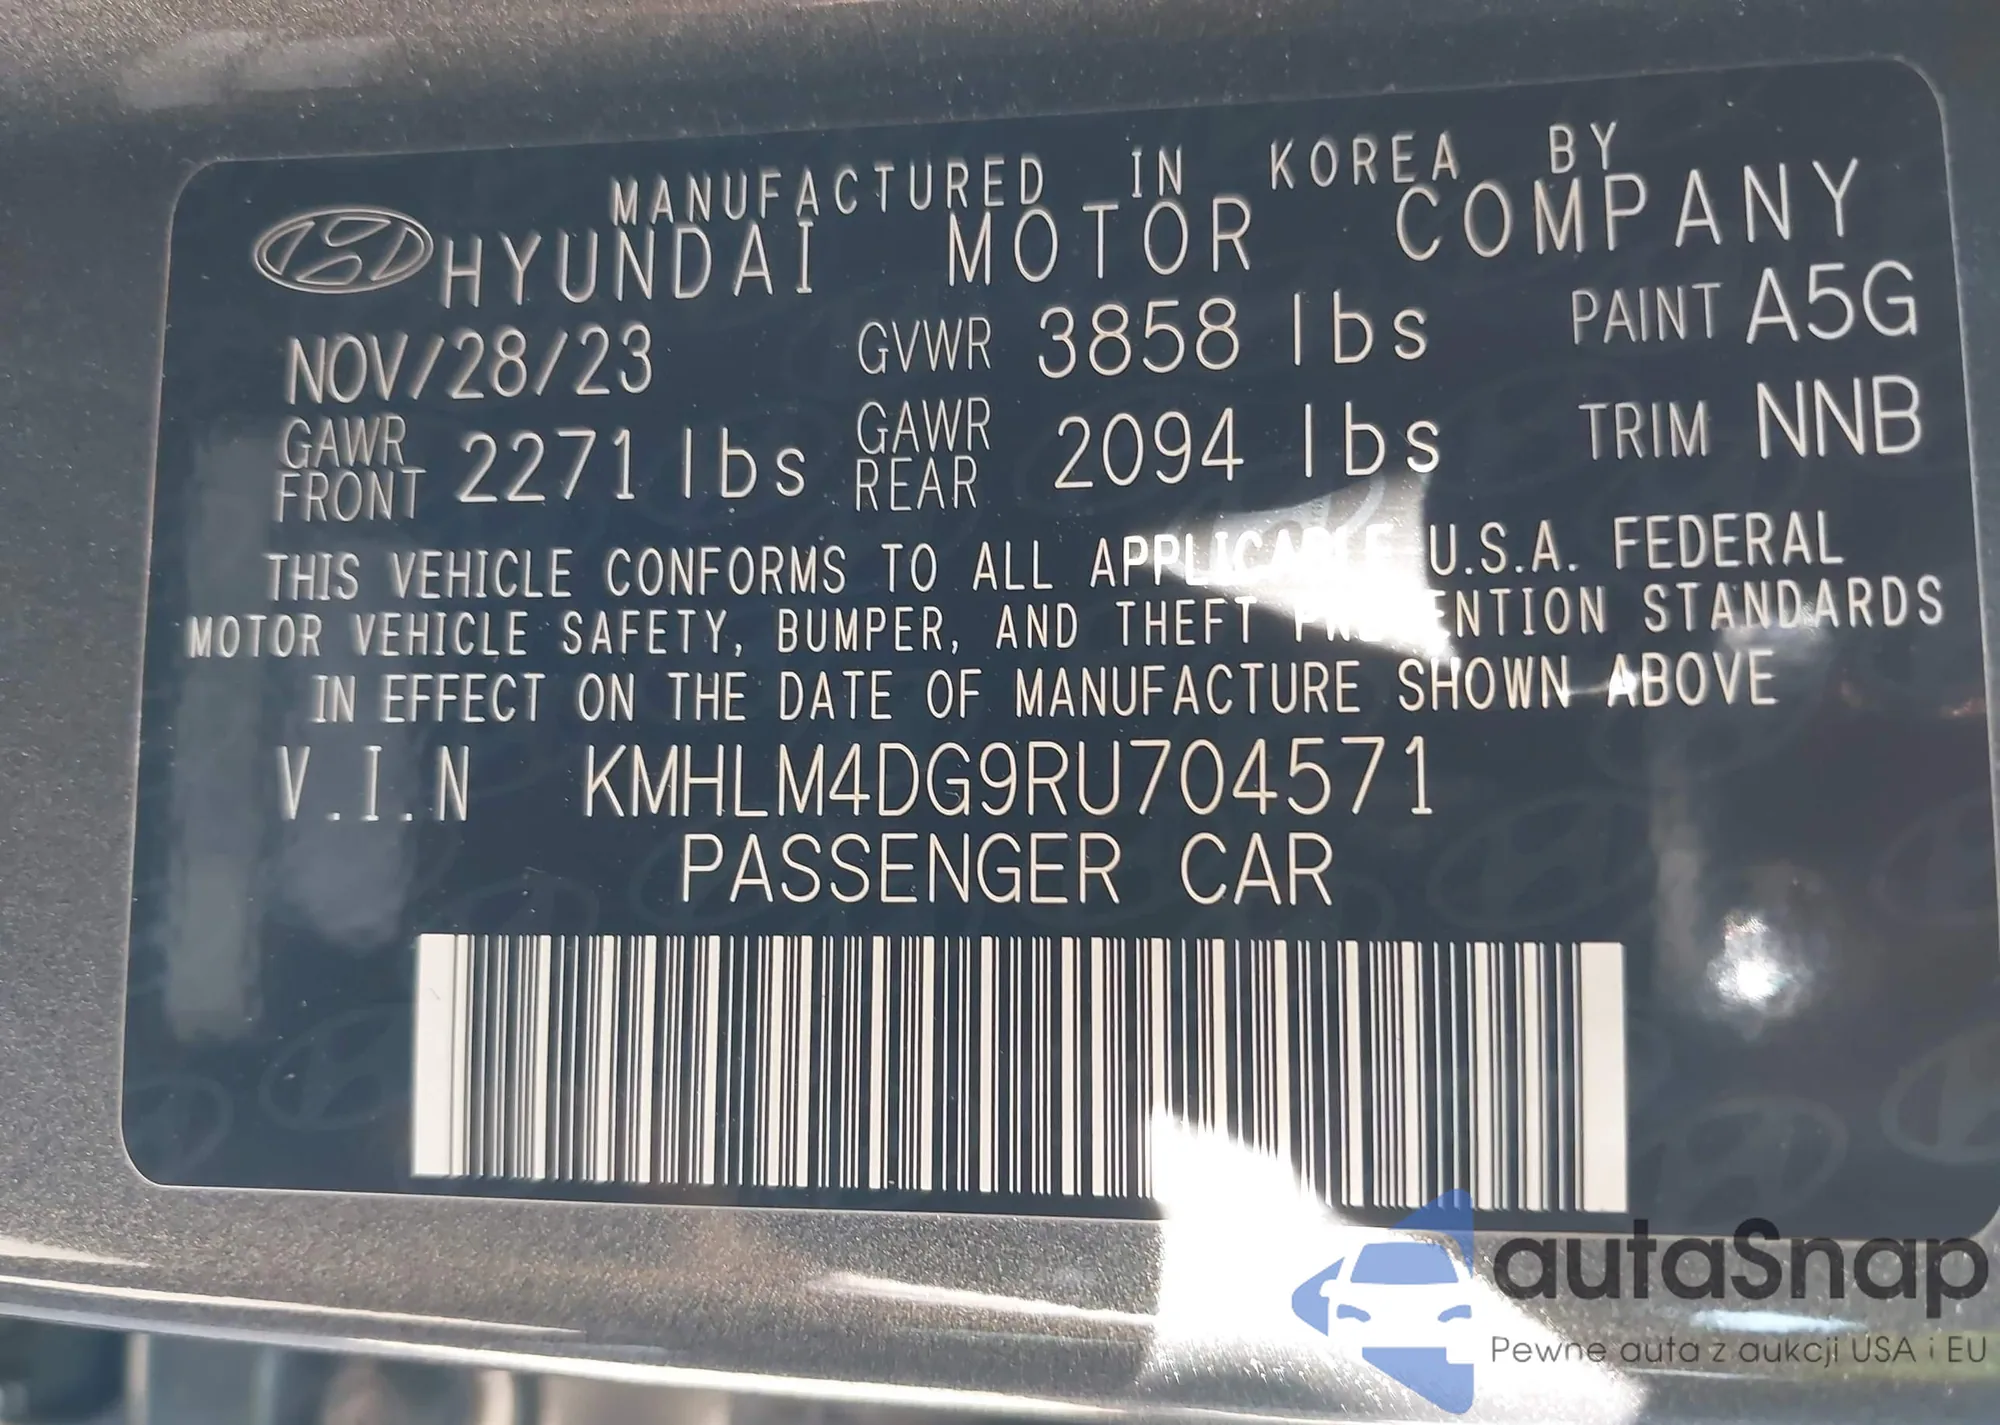 MANUFACTURED IN KOREA BY
HYUNDAI MOTOR COMPANY
NOV/28/23 GVWR 3858 lbs PAINT A5G
GAWR FRONT 2271 lbs GAWR REAR 2094 lbs TRIM NNB
THIS VEHICLE CONFORMS TO ALL APPLICABLE U.S.A. FEDERAL
MOTOR VEHICLE SAFETY, BUMPER, AND THEFT PREVENTION STANDARDS
IN EFFECT ON THE DATE OF MANUFACTURE SHOWN ABOVE
V.I.N KMHLM4DG9RU704571
PASSENGER CAR
autaSnap
Pewne auta z aukcji USA i EU